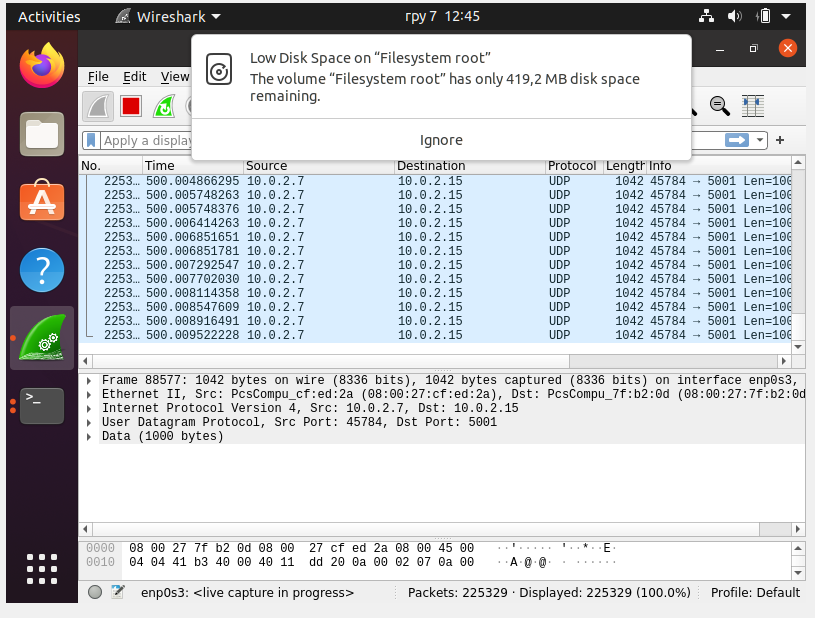 Activities Wireshark гру 7 12:45
Low Disk Space on “Filesystem root”
The volume “Filesystem root” has only 419,2 MB disk space
remaining.
Ignore
File Edit View
Apply a display
No. Time Source Destination Protocol Length Info
2253… 500.004866295 10.0.2.7 10.0.2.15 UDP 1042 45784 → 5001 Len=100
2253… 500.005748263 10.0.2.7 10.0.2.15 UDP 1042 45784 → 5001 Len=100
2253… 500.005748376 10.0.2.7 10.0.2.15 UDP 1042 45784 → 5001 Len=100
2253… 500.006414263 10.0.2.7 10.0.2.15 UDP 1042 45784 → 5001 Len=100
2253… 500.006851651 10.0.2.7 10.0.2.15 UDP 1042 45784 → 5001 Len=100
2253… 500.006851781 10.0.2.7 10.0.2.15 UDP 1042 45784 → 5001 Len=100
2253… 500.007292547 10.0.2.7 10.0.2.15 UDP 1042 45784 → 5001 Len=100
2253… 500.007702030 10.0.2.7 10.0.2.15 UDP 1042 45784 → 5001 Len=100
2253… 500.008114358 10.0.2.7 10.0.2.15 UDP 1042 45784 → 5001 Len=100
2253… 500.008547609 10.0.2.7 10.0.2.15 UDP 1042 45784 → 5001 Len=100
2253… 500.008916491 10.0.2.7 10.0.2.15 UDP 1042 45784 → 5001 Len=100
2253… 500.009522228 10.0.2.7 10.0.2.15 UDP 1042 45784 → 5001 Len=100
Frame 88577: 1042 bytes on wire (8336 bits), 1042 bytes captured (8336 bits) on interface enp0s3,
Ethernet II, Src: PcsCompu_cf:ed:2a (08:00:27:cf:ed:2a), Dst: PcsCompu_7f:b2:0d (08:00:27:7f:b2:0d
Internet Protocol Version 4, Src: 10.0.2.7, Dst: 10.0.2.15
User Datagram Protocol, Src Port: 45784, Dst Port: 5001
Data (1000 bytes)
0000 08 00 27 7f b2 0d 08 00 27 cf ed 2a 08 00 45 00 ··'····· '··*··E·
0010 04 04 41 b3 40 00 40 11 dd 20 0a 00 02 07 0a 00 ··A·@·@· · ······
enp0s3: <live capture in progress> Packets: 225329 · Displayed: 225329 (100.0%) Profile: Default